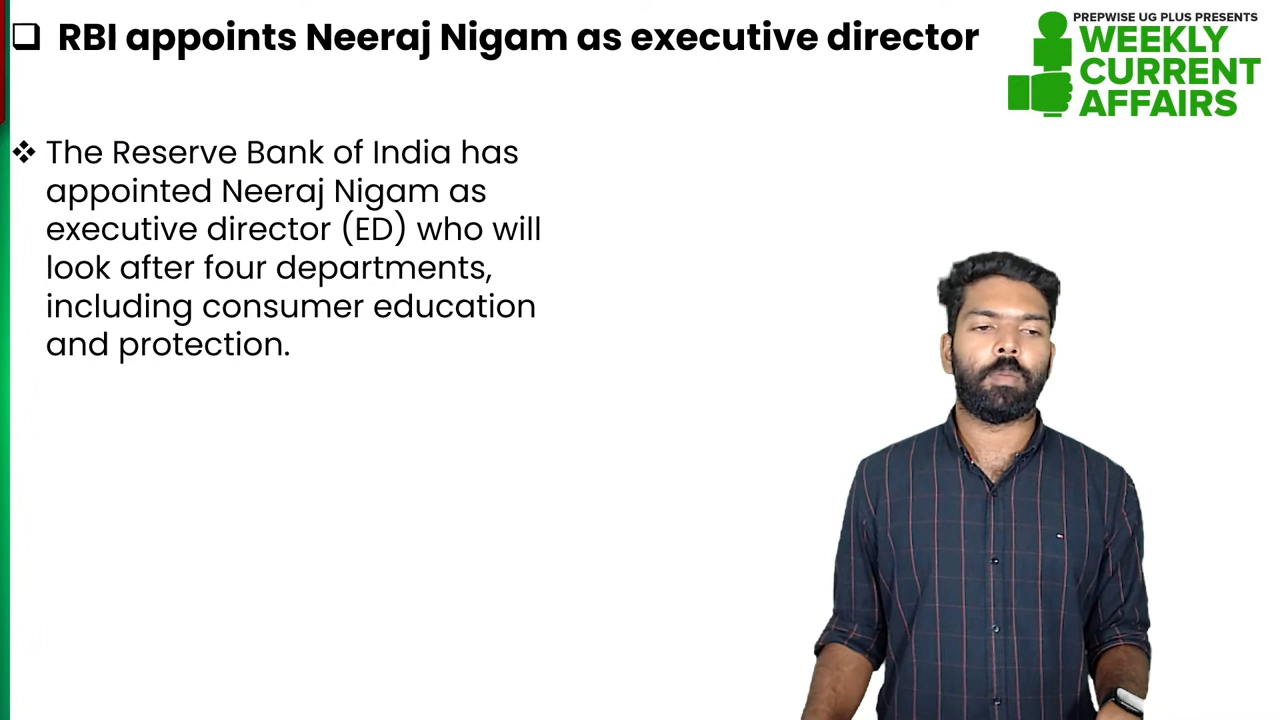 ❑ RBI appoints Neeraj Nigam as executive director
PREPWISE UG PLUS PRESENTS
WEEKLY
CURRENT
AFFAIRS
❖ The Reserve Bank of India has
appointed Neeraj Nigam as
executive director (ED) who will
look after four departments,
including consumer education
and protection.